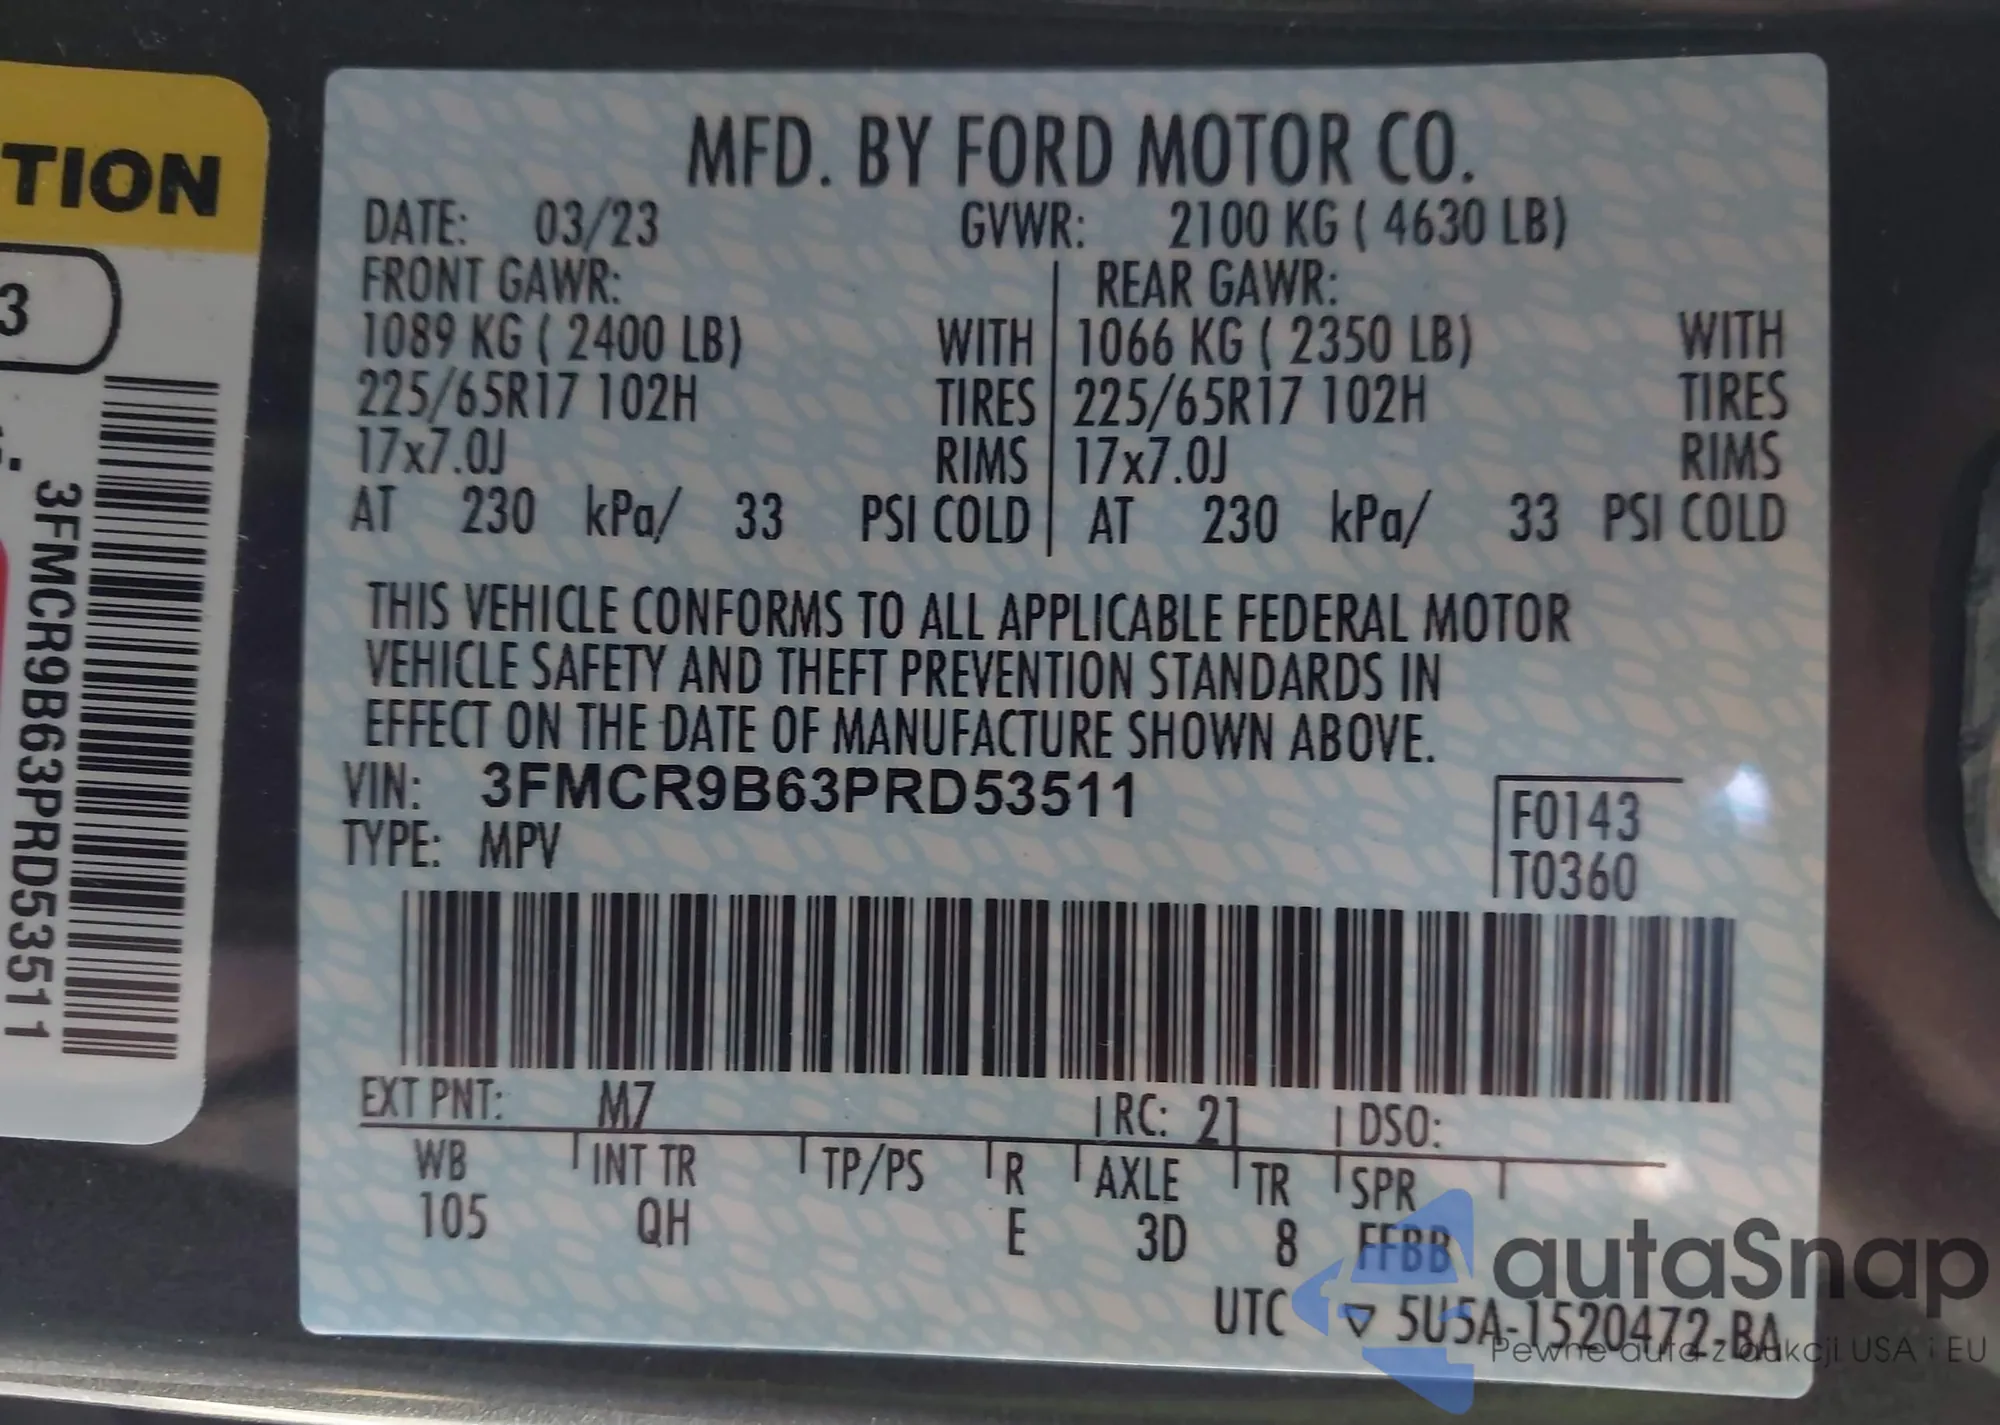 TION
3
3FMCR9B63PRD53511
MFD. BY FORD MOTOR CO.
DATE: 03/23 GVWR: 2100 KG ( 4630 LB)
FRONT GAWR: REAR GAWR:
1089 KG ( 2400 LB) WITH 1066 KG ( 2350 LB) WITH
225/65R17 102H TIRES 225/65R17 102H TIRES
17x7.0J RIMS 17x7.0J RIMS
AT 230 kPa/ 33 PSI COLD AT 230 kPa/ 33 PSI COLD
THIS VEHICLE CONFORMS TO ALL APPLICABLE FEDERAL MOTOR
VEHICLE SAFETY AND THEFT PREVENTION STANDARDS IN
EFFECT ON THE DATE OF MANUFACTURE SHOWN ABOVE.
VIN: 3FMCR9B63PRD53511
TYPE: MPV
F0143
T0360
EXT PNT: M7 RC: 21 DSO:
WB INT TR TP/PS R AXLE TR SPR
105 QH E 3D 8 FFBB
UTC ▽ 5U5A-1520472-BA
autaSnap
Pewne auta z aukcji USA i EU